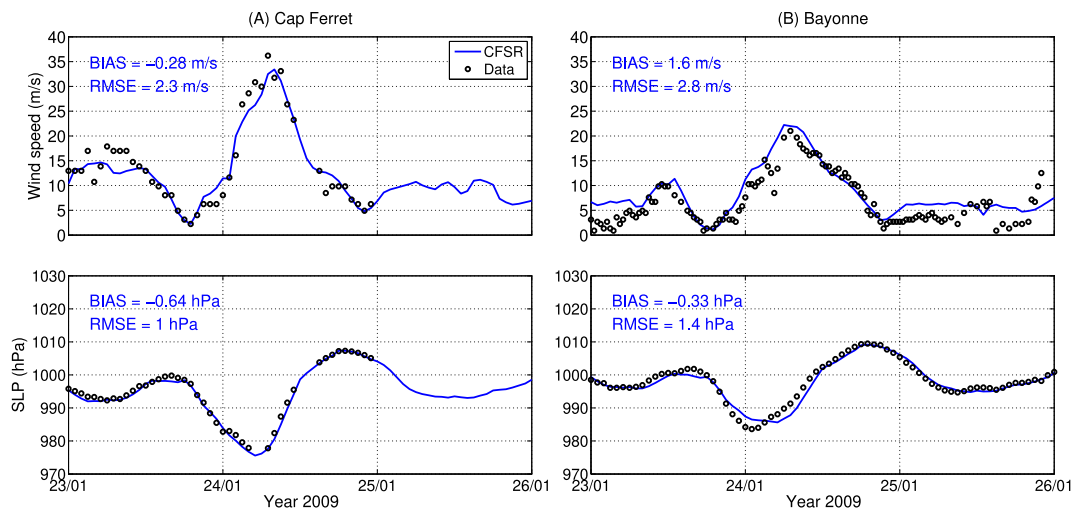 (A) Cap Ferret
(B) Bayonne
Wind speed (m/s)
40
35
30
25
20
15
10
5
0
BIAS = −0.28 m/s
RMSE = 2.3 m/s
CFSR
Data
40
35
30
25
20
15
10
5
0
BIAS = 1.6 m/s
RMSE = 2.8 m/s
SLP (hPa)
1030
1020
1010
1000
990
980
970
BIAS = −0.64 hPa
RMSE = 1 hPa
23/01
24/01
25/01
26/01
Year 2009
1030
1020
1010
1000
990
980
970
BIAS = −0.33 hPa
RMSE = 1.4 hPa
23/01
24/01
25/01
26/01
Year 2009